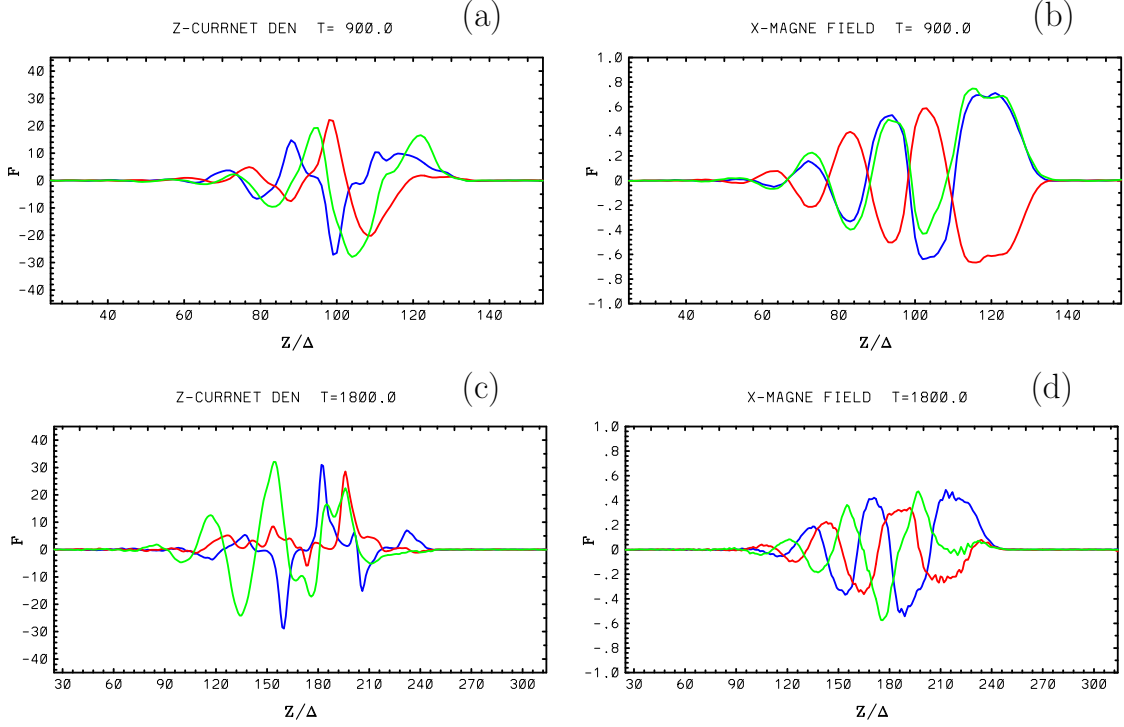 (a)
Z-CURRNET DEN T= 900.0
40
30
20
10
0
-10
-20
-30
-40
F
40 60 80 100 120 140
Z/Δ
(b)
X-MAGNE FIELD T= 900.0
1.0
.8
.6
.4
.2
0
-.2
-.4
-.6
-.8
-1.0
F
40 60 80 100 120 140
Z/Δ
(c)
Z-CURRNET DEN T=1800.0
40
30
20
10
0
-10
-20
-30
-40
F
30 60 90 120 150 180 210 240 270 300
Z/Δ
(d)
X-MAGNE FIELD T=1800.0
1.0
.8
.6
.4
.2
0
-.2
-.4
-.6
-.8
-1.0
F
30 60 90 120 150 180 210 240 270 300
Z/Δ